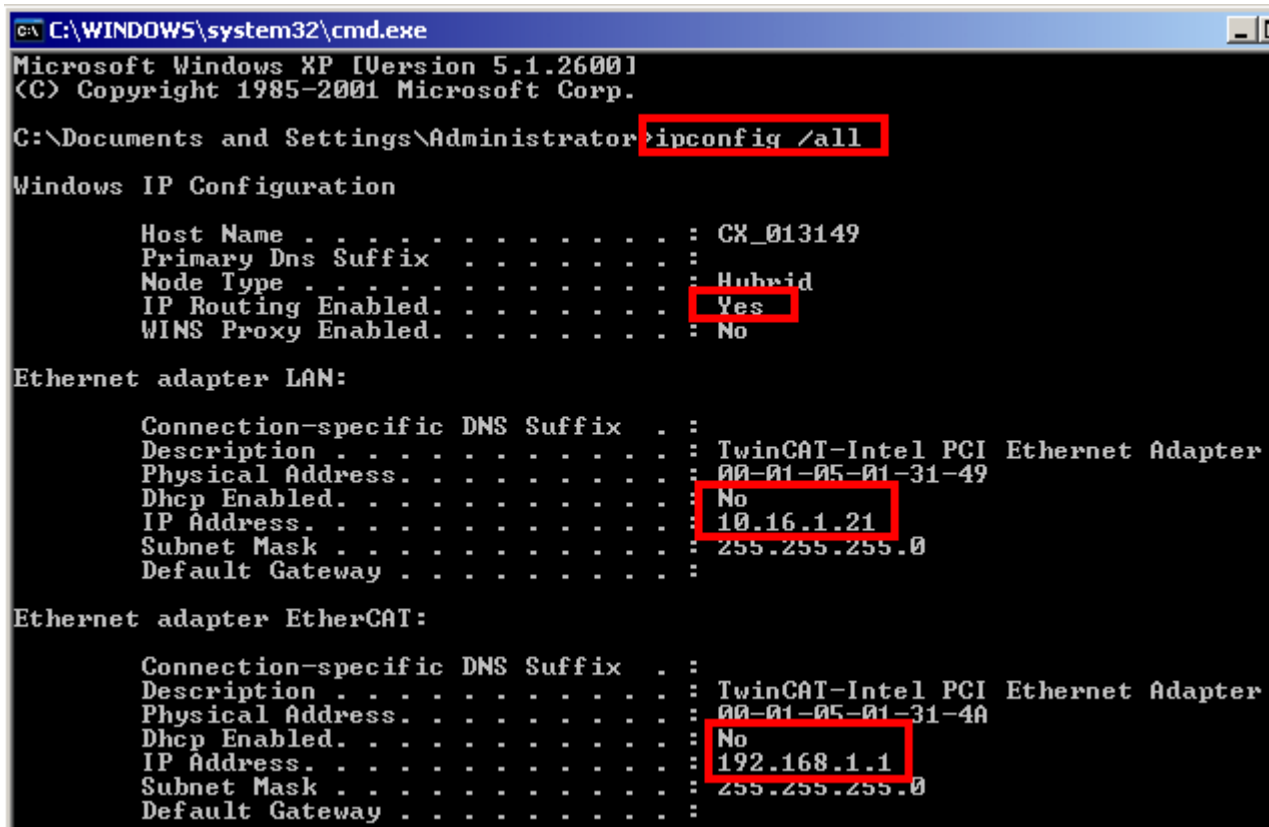 C:\WINDOWS\system32\cmd.exe
Microsoft Windows XP [Version 5.1.2600]
(C) Copyright 1985-2001 Microsoft Corp.
C:\Documents and Settings\Administrator>ipconfig /all
Windows IP Configuration
Host Name . . . . . . . . . . . . : CX_013149
Primary Dns Suffix  . . . . . . . :
Node Type . . . . . . . . . . . . : Hybrid
IP Routing Enabled. . . . . . . . : Yes
WINS Proxy Enabled. . . . . . . . : No
Ethernet adapter LAN:
Connection-specific DNS Suffix  . :
Description . . . . . . . . . . . : TwinCAT-Intel PCI Ethernet Adapter
Physical Address. . . . . . . . . : 00-01-05-01-31-49
Dhcp Enabled. . . . . . . . . . . : No
IP Address. . . . . . . . . . . . : 10.16.1.21
Subnet Mask . . . . . . . . . . . : 255.255.255.0
Default Gateway . . . . . . . . . :
Ethernet adapter EtherCAT:
Connection-specific DNS Suffix  . :
Description . . . . . . . . . . . : TwinCAT-Intel PCI Ethernet Adapter
Physical Address. . . . . . . . . : 00-01-05-01-31-4A
Dhcp Enabled. . . . . . . . . . . : No
IP Address. . . . . . . . . . . . : 192.168.1.1
Subnet Mask . . . . . . . . . . . : 255.255.255.0
Default Gateway . . . . . . . . . :